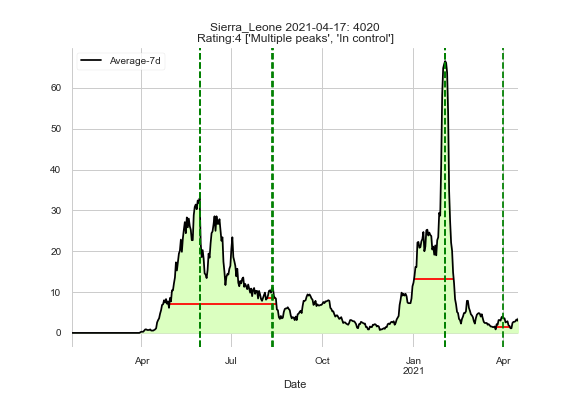 Sierra_Leone 2021-04-17: 4020
Rating:4 ['Multiple peaks', 'In control']
Average-7d
60
50
40
30
20
10
0
Apr
Jul
Oct
Jan
2021
Apr
Date